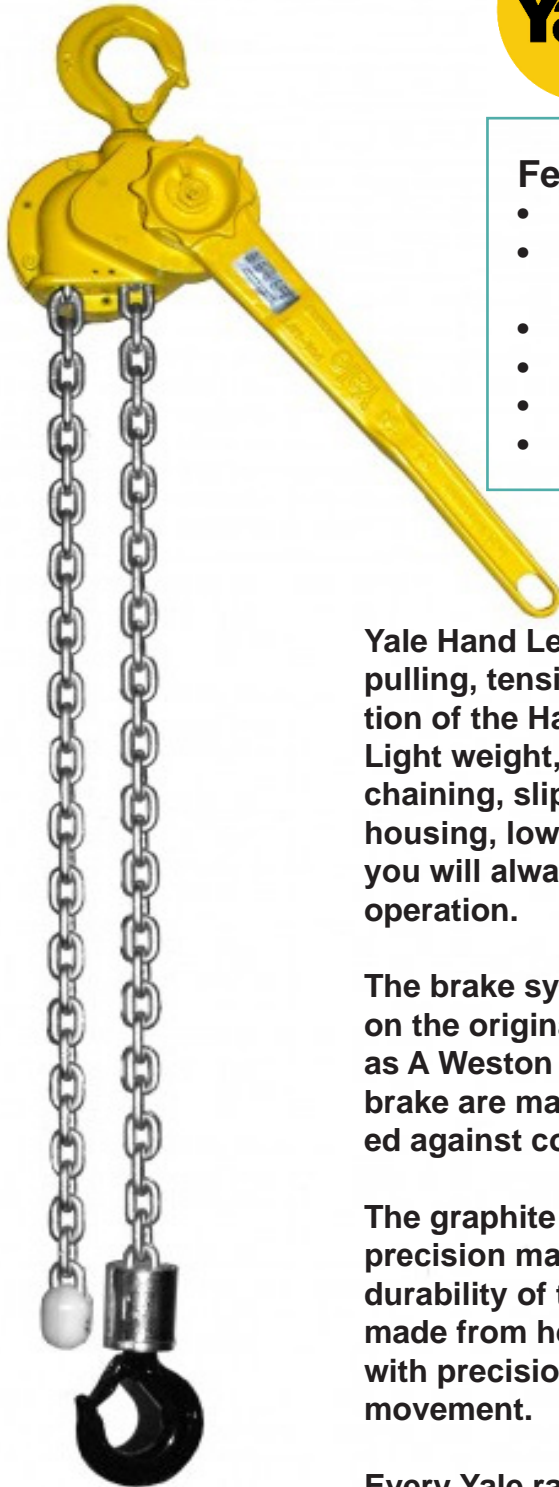 Fe
•
•
•
•
•
•
Yale Hand Le
pulling, tensi
tion of the Ha
Light weight,
chaining, slip
housing, low
you will alwa
operation.
The brake sy
on the origin
as A Weston
brake are ma
ed against co
The graphite
precision ma
durability of t
made from he
with precisio
movement.
Every Yale ra